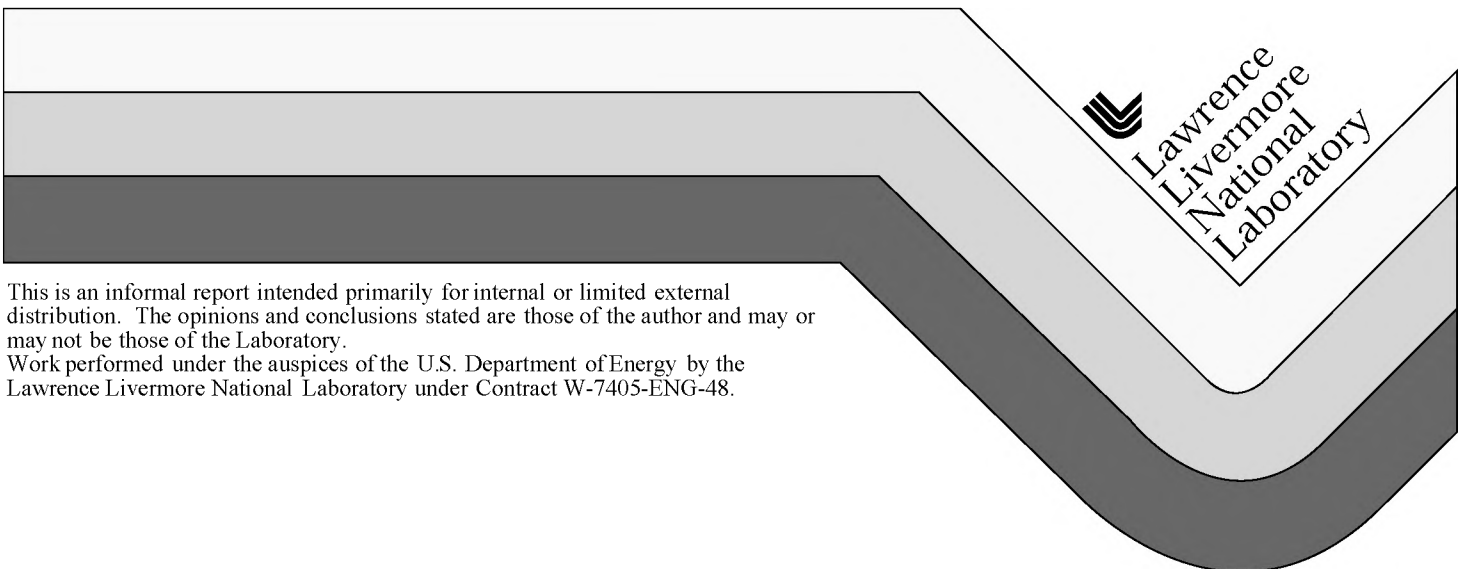 Lawrence
Livermore
National
Laboratory
This is an informal report intended primarily for internal or limited external
distribution. The opinions and conclusions stated are those of the author and may or
may not be those of the Laboratory.
Work performed under the auspices of the U.S. Department of Energy by the
Lawrence Livermore National Laboratory under Contract W-7405-ENG-48.